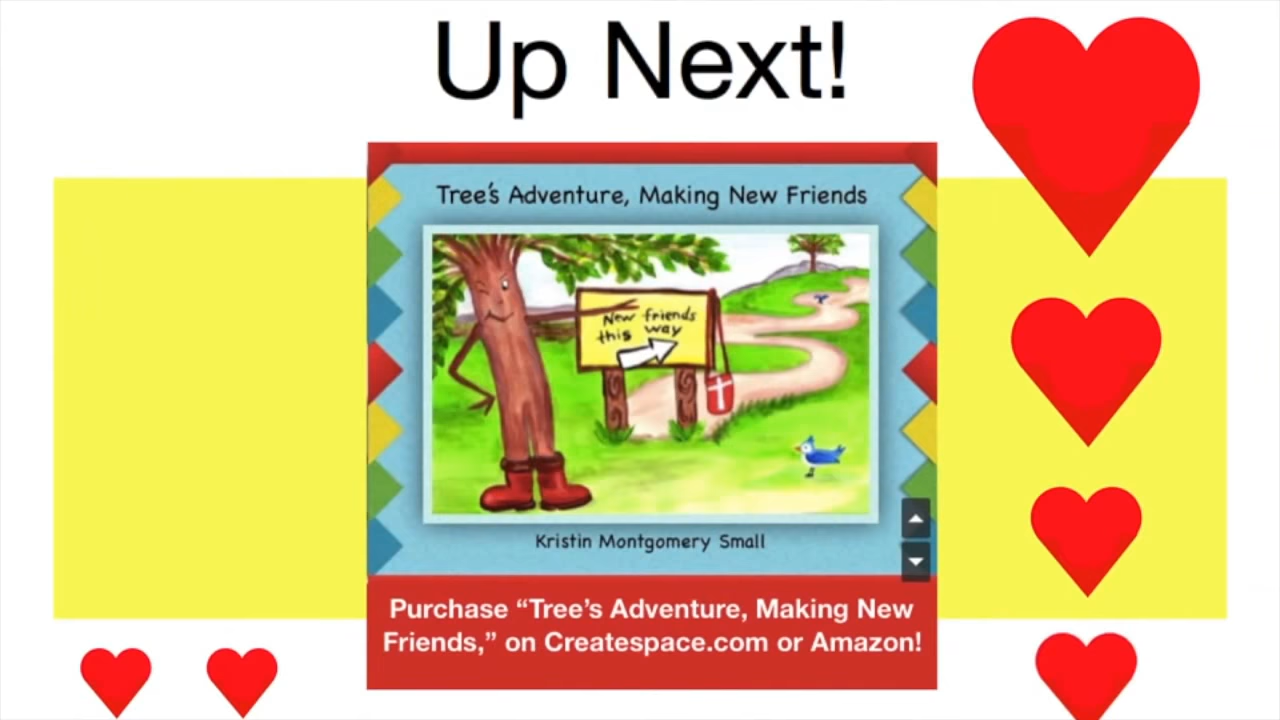 Up Next!
Tree's Adventure, Making New Friends
New friends
this way
Kristin Montgomery Small
Purchase “Tree’s Adventure, Making New
Friends,” on Createspace.com or Amazon!